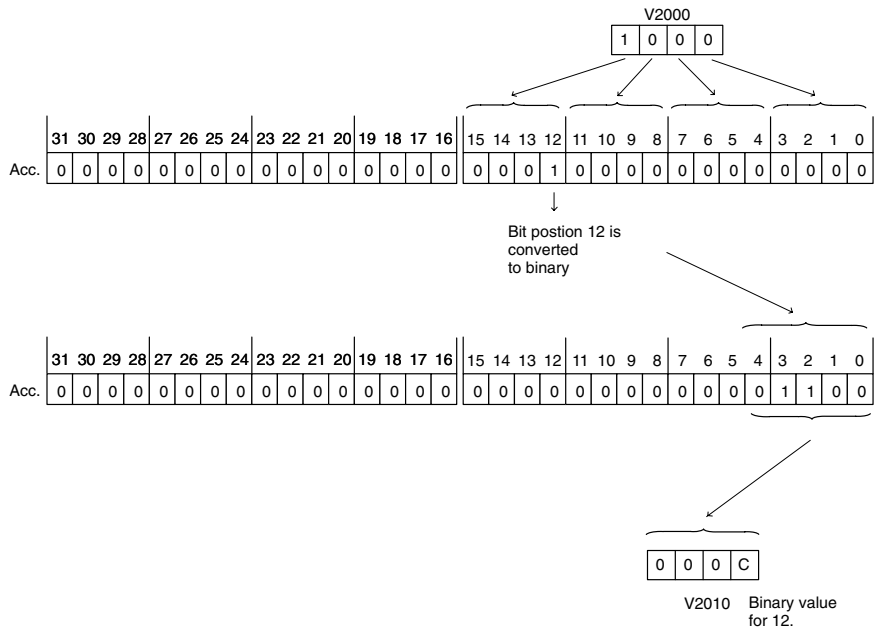 V2000
1 0 0 0
31 30 29 28 27 26 25 24 23 22 21 20 19 18 17 16 15 14 13 12 11 10 9 8 7 6 5 4 3 2 1 0
Acc. 0 0 0 0 0 0 0 0 0 0 0 0 0 0 0 0 0 0 0 1 0 0 0 0 0 0 0 0 0 0 0 0
Bit postion 12 is
converted
to binary
31 30 29 28 27 26 25 24 23 22 21 20 19 18 17 16 15 14 13 12 11 10 9 8 7 6 5 4 3 2 1 0
Acc. 0 0 0 0 0 0 0 0 0 0 0 0 0 0 0 0 0 0 0 0 0 0 0 0 0 0 0 0 1 1 0 0
0 0 0 C
V2010 Binary value
for 12.